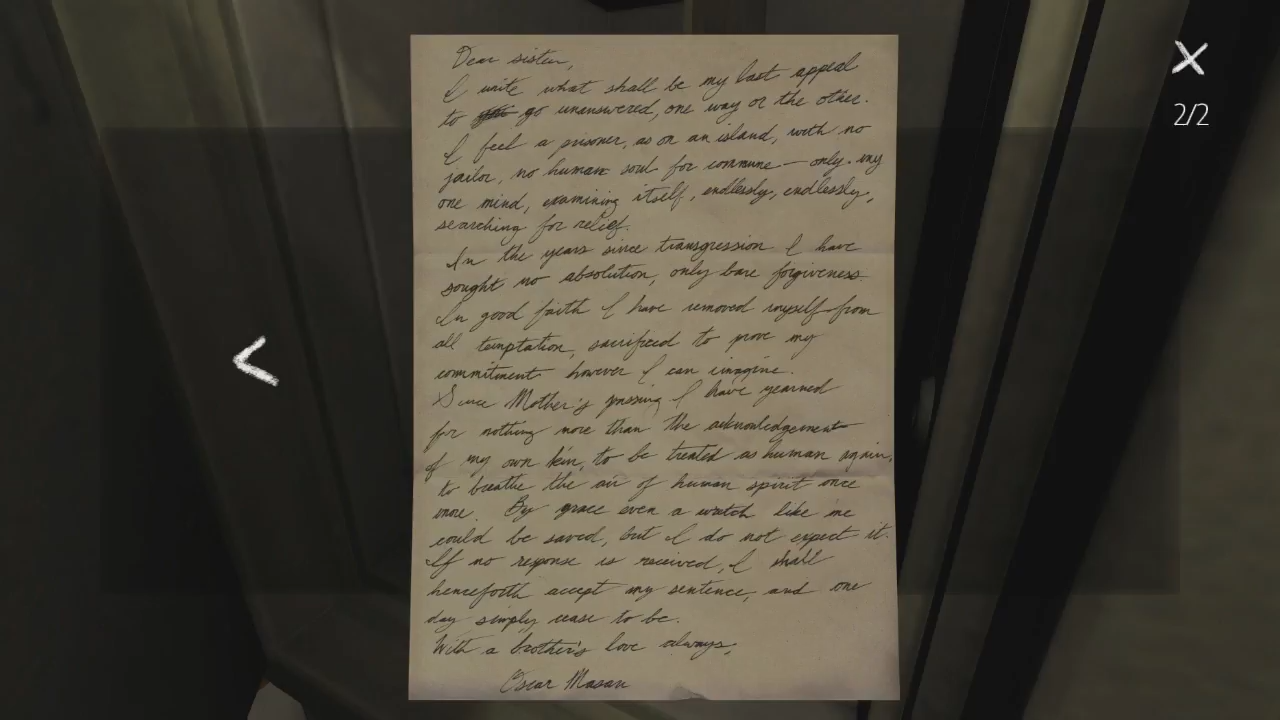 Dear sister,
I write what shall be my last appeal
to go unanswered, one way or the other.
I feel a prisoner, as on an island, with no
jailor, no human soul for commune — only my
one mind, examining itself, endlessly, endlessly,
searching for relief.
In the years since transgression I have
sought no absolution, only bare forgiveness.
In good faith I have removed myself from
all temptation, sacrificed to prove my
commitment however I can imagine.
Since Mother's passing I have yearned
for nothing more than the acknowledgement
of my own kin, to be treated as human again,
to breathe the air of human spirit once
more. By grace even a wretch like me
could be saved, but I do not expect it.
If no response is received, I shall
henceforth accept my sentence, and one
day simply cease to be.
With a brother's love always,
Oscar Masan
2/2